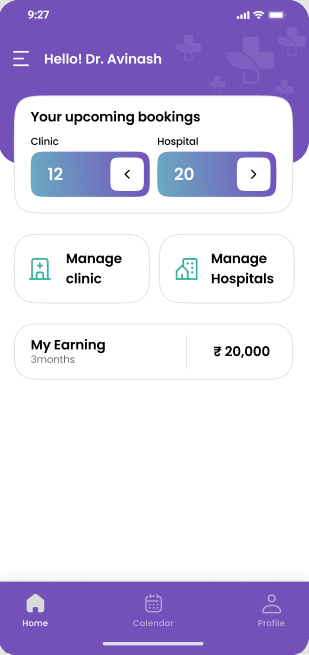 9:27
Hello! Dr. Avinash
Your upcoming bookings
Clinic
Hospital
12
20
Manage
clinic
Manage
Hospitals
My Earning
3months
₹ 20,000
Home
Calendar
Profile